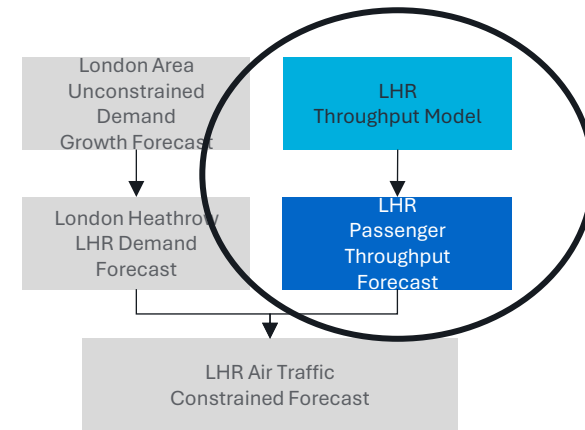 London Area
Unconstrained
Demand
Growth Forecast
LHR
Throughput Model
London Heathrow
LHR Demand
Forecast
LHR
Passenger
Throughput
Forecast
LHR Air Traffic
Constrained Forecast